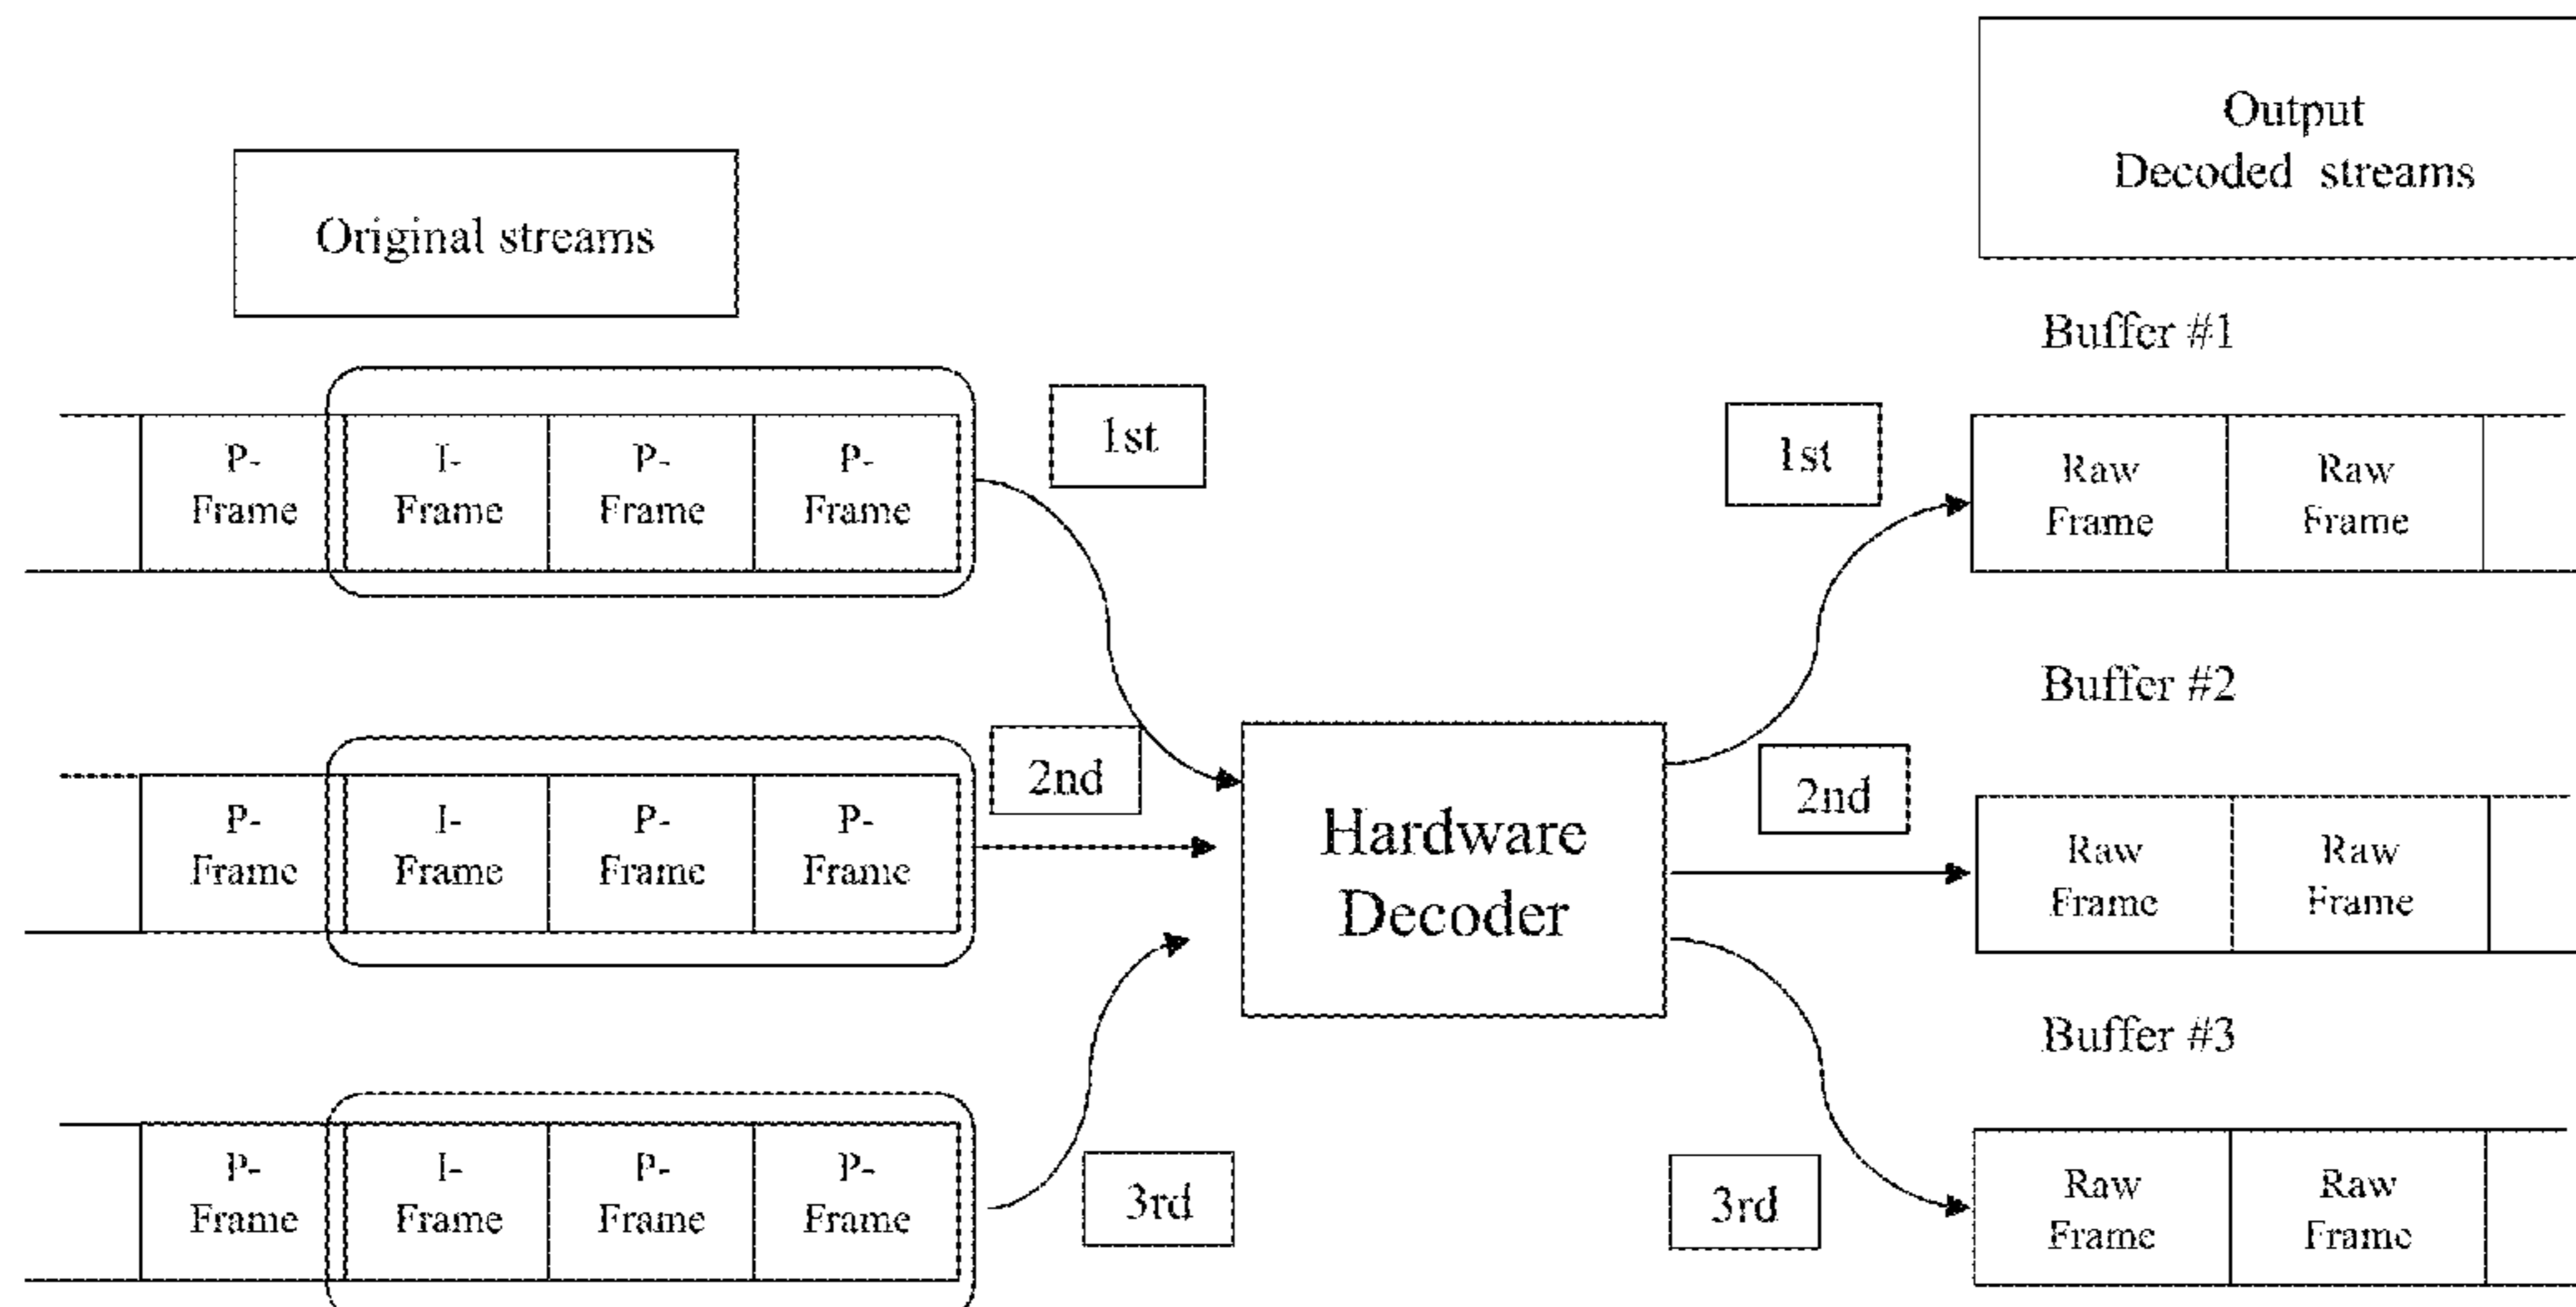 Output
Decoded streams
Original streams
Buffer #1
1st
1st
P-
Frame
I-
Frame
P-
Frame
P-
Frame
Raw
Frame
Raw
Frame
Buffer #2
2nd
2nd
P-
Frame
I-
Frame
P-
Frame
P-
Frame
Hardware
Decoder
Raw
Frame
Raw
Frame
Buffer #3
P-
Frame
I-
Frame
P-
Frame
P-
Frame
3rd
3rd
Raw
Frame
Raw
Frame